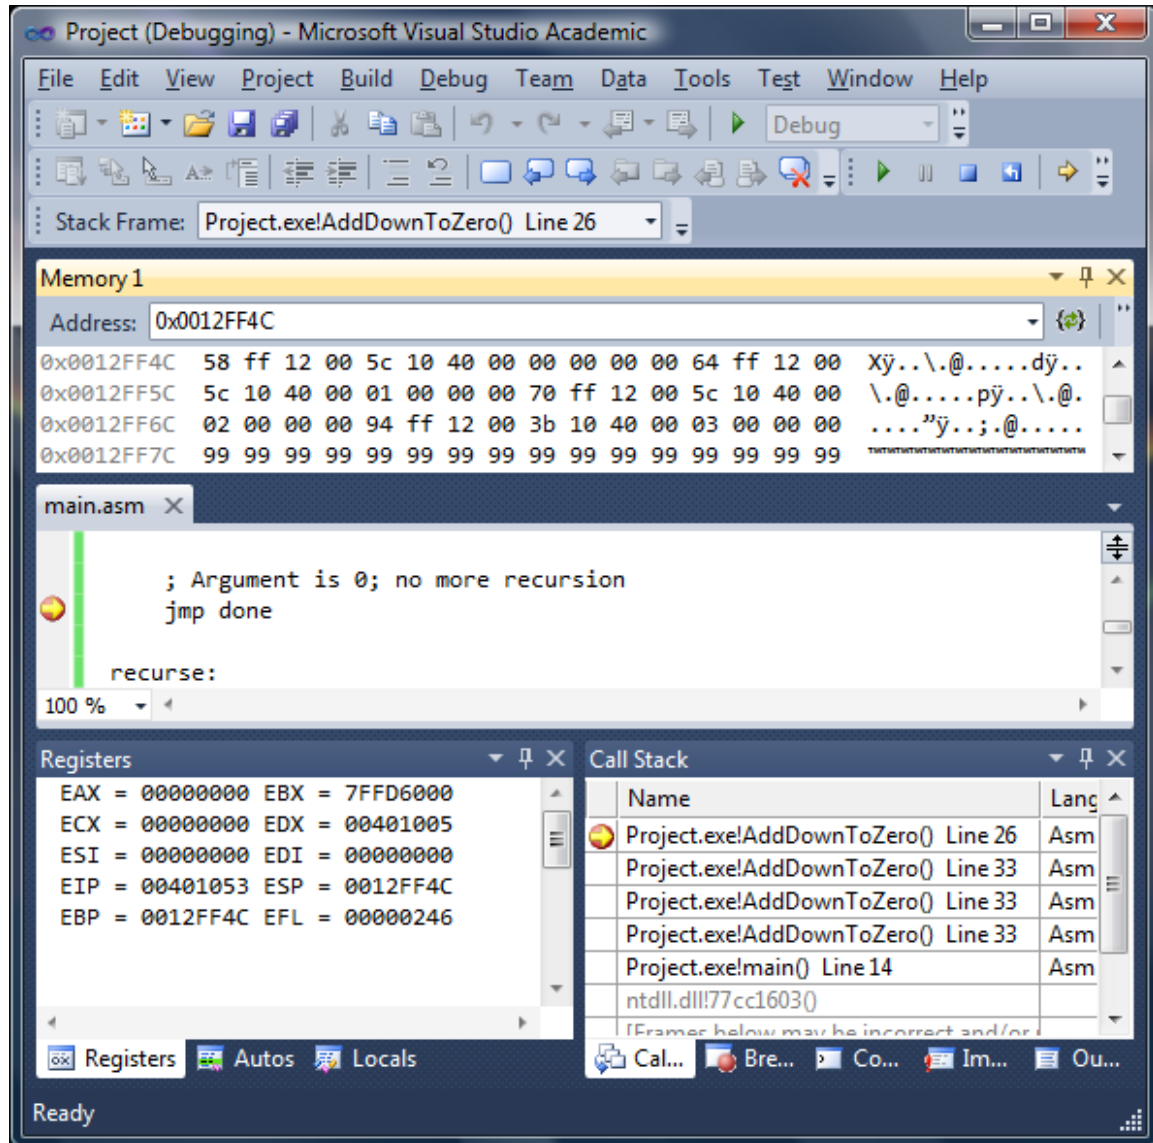 Project (Debugging) - Microsoft Visual Studio Academic
File Edit View Project Build Debug Team Data Tools Test Window Help
Debug
Stack Frame: Project.exe!AddDownToZero() Line 26
Memory 1
Address: 0x0012FF4C
0x0012FF4C 58 ff 12 00 5c 10 40 00 00 00 00 00 64 ff 12 00 Xÿ..\.@.....dÿ..
0x0012FF5C 5c 10 40 00 01 00 00 00 70 ff 12 00 5c 10 40 00 \.@.....pÿ..\.@.
0x0012FF6C 02 00 00 00 94 ff 12 00 3b 10 40 00 03 00 00 00 ....”ÿ..;.@.....
0x0012FF7C 99 99 99 99 99 99 99 99 99 99 99 99 99 99 99 99 ™™™™™™™™™™™™™™™™
main.asm
; Argument is 0; no more recursion
jmp done
recurse:
100 %
Registers
EAX = 00000000 EBX = 7FFD6000
ECX = 00000000 EDX = 00401005
ESI = 00000000 EDI = 00000000
EIP = 00401053 ESP = 0012FF4C
EBP = 0012FF4C EFL = 00000246
Registers Autos Locals
Call Stack
Name Lang
Project.exe!AddDownToZero() Line 26 Asm
Project.exe!AddDownToZero() Line 33 Asm
Project.exe!AddDownToZero() Line 33 Asm
Project.exe!AddDownToZero() Line 33 Asm
Project.exe!main() Line 14 Asm
ntdll.dll!77cc1603()
[Frames below may be incorrect and/or
Cal... Bre... Co... Im... Ou...
Ready